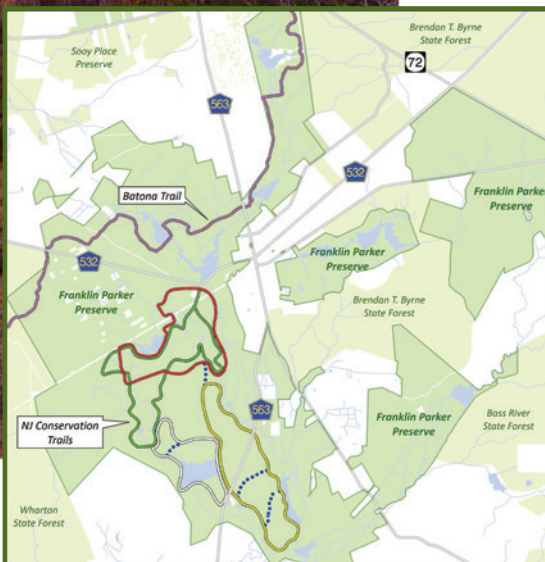 Sooy Place
Preserve
Brendan T. Byrne
State Forest
72
563
532
Batona Trail
Franklin Parker
Preserve
Franklin Parker
Preserve
532
Franklin Parker
Preserve
Brendan T. Byrne
State Forest
563
Franklin Parker
Preserve
Bass River
State Forest
NJ Conservation
Trails
Wharton
State Forest